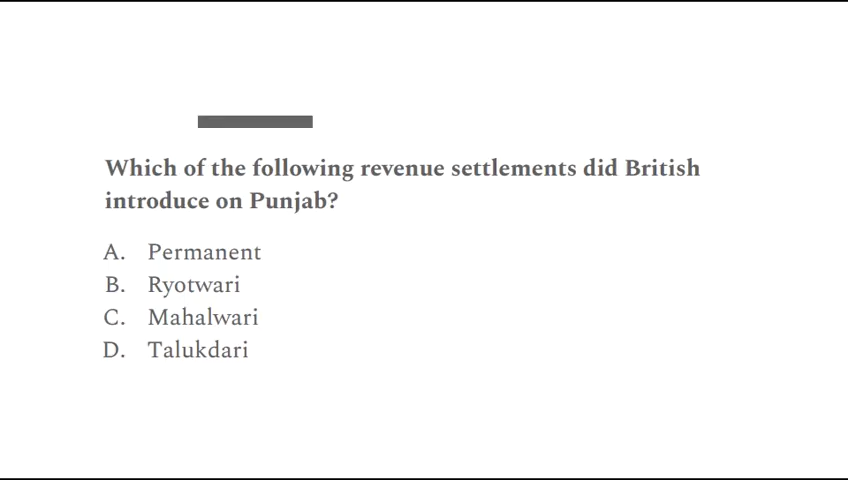 Which of the following revenue settlements did British
introduce on Punjab?
A. Permanent
B. Ryotwari
C. Mahalwari
D. Talukdari